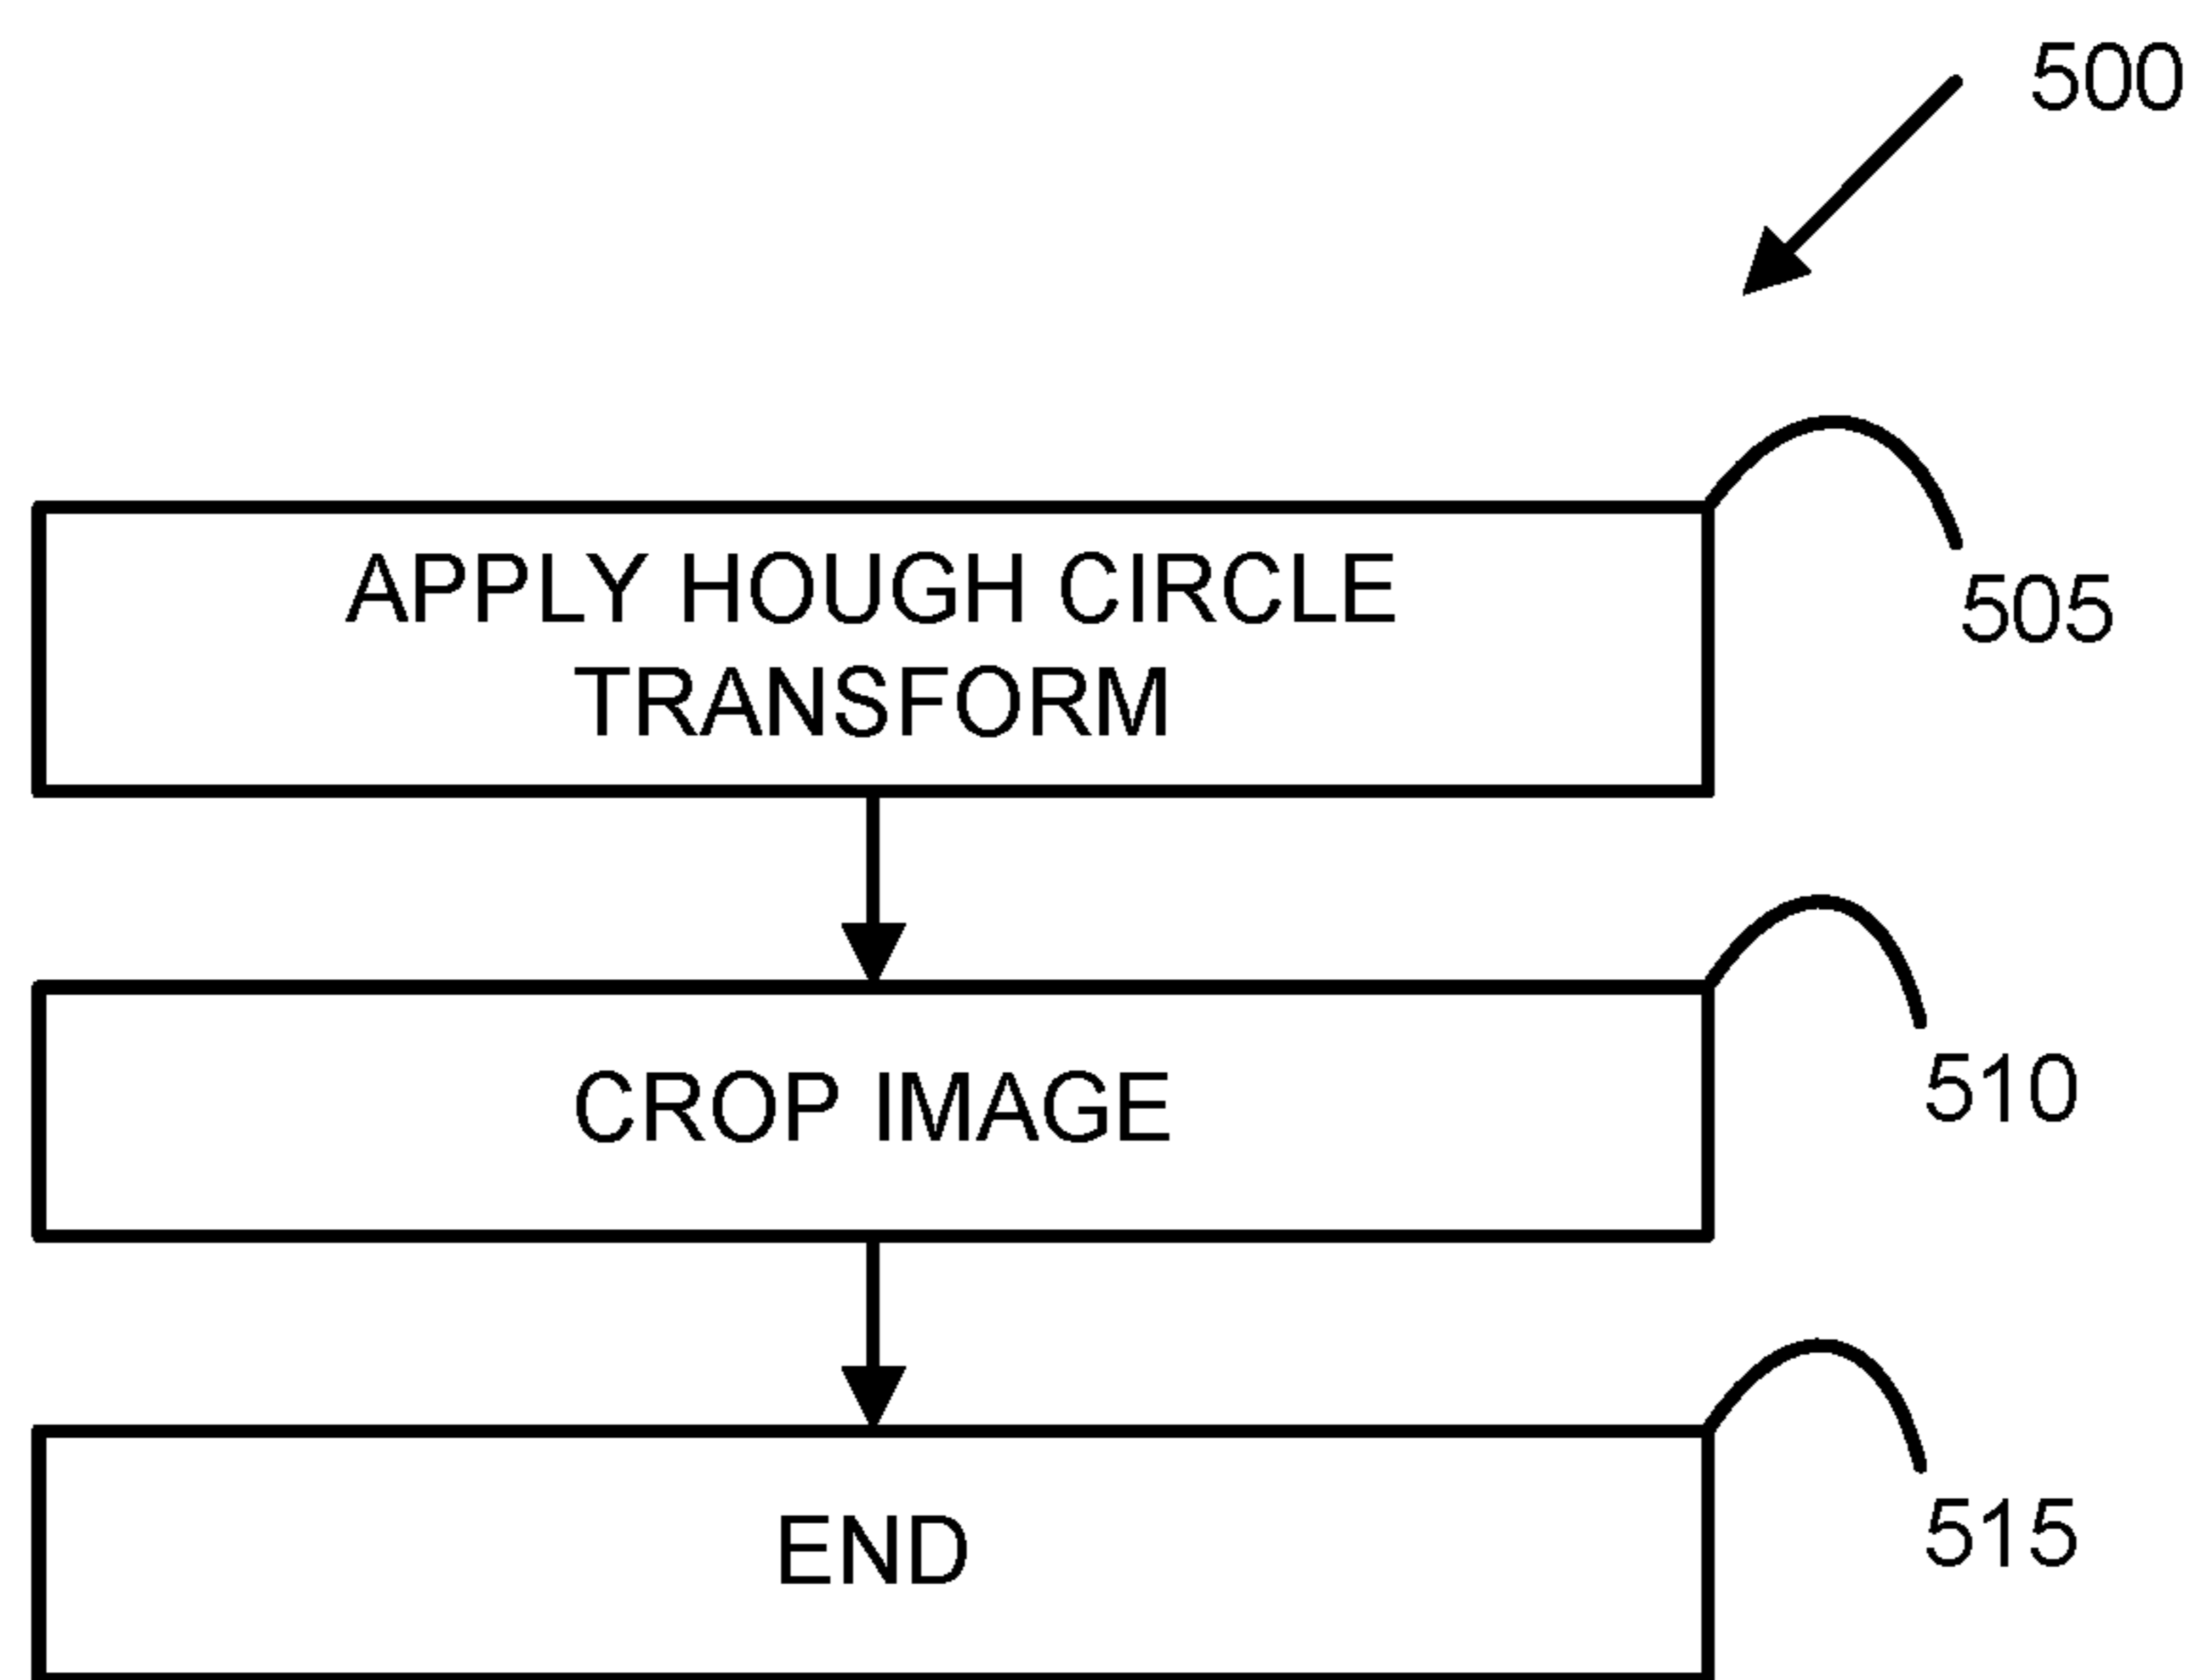 500
APPLY HOUGH CIRCLE
TRANSFORM
505
CROP IMAGE
510
END
515